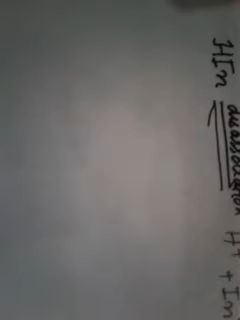 HIn dissociation ⇌ H+ + In